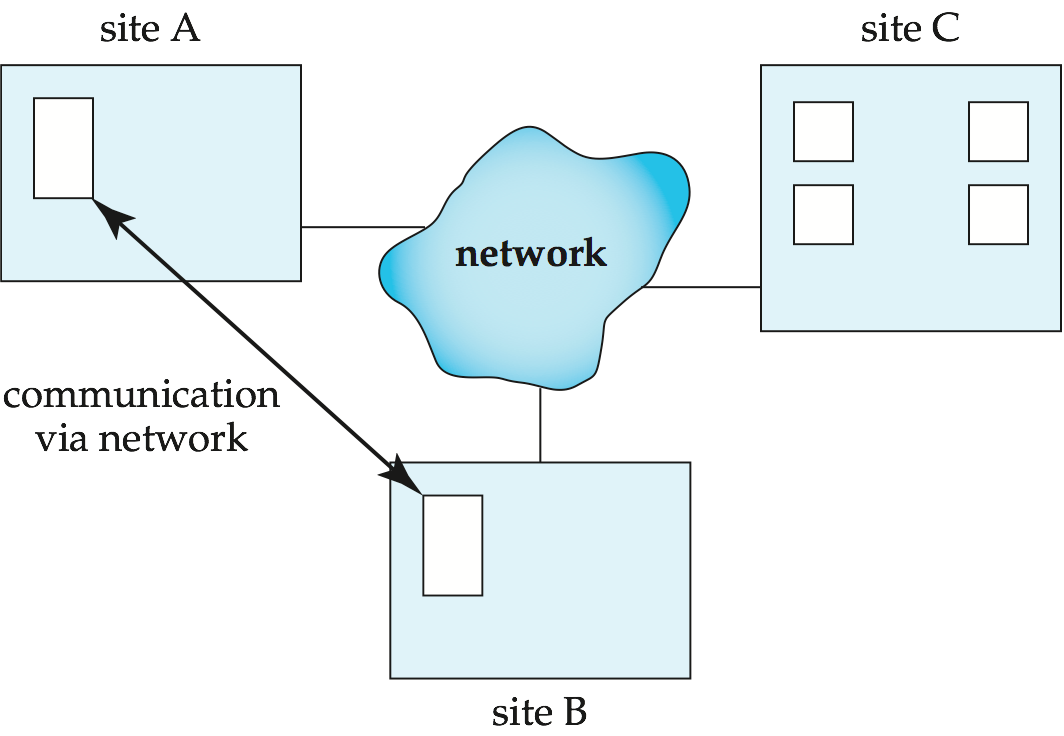 site A
site C
network
communication
via network
site B